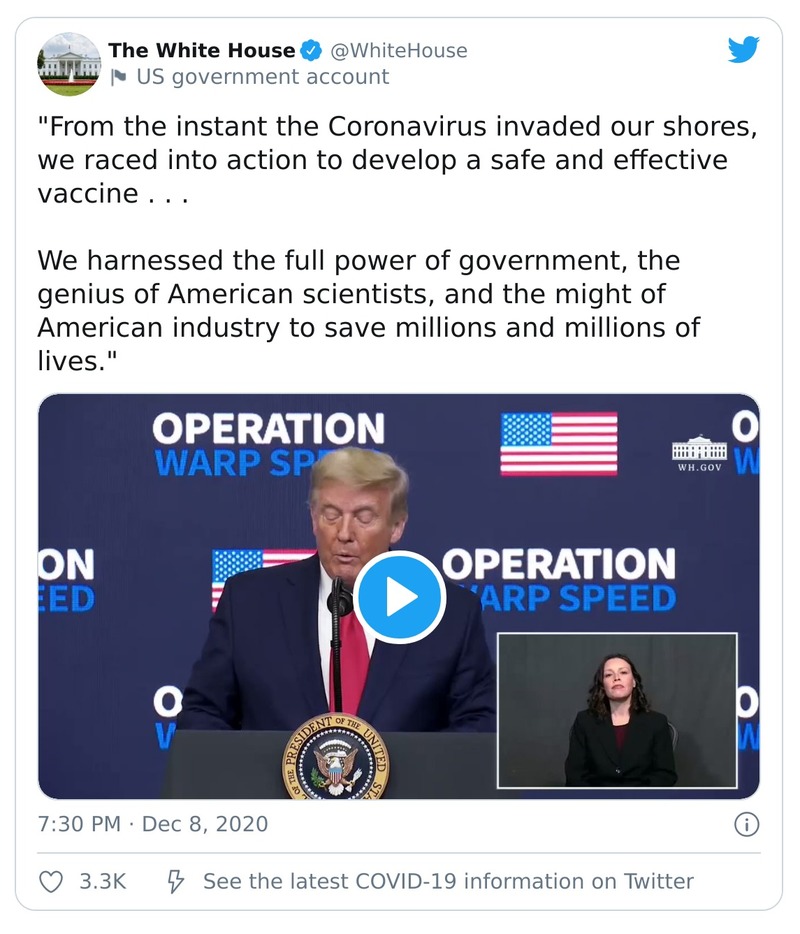 The White House @WhiteHouse
US government account
"From the instant the Coronavirus invaded our shores,
we raced into action to develop a safe and effective
vaccine . . .
We harnessed the full power of government, the
genius of American scientists, and the might of
American industry to save millions and millions of
lives."
OPERATION
WARP SP
WH.GOV
O
W
ON
EED
OPERATION
WARP SPEED
O
W
O
W
PRESIDENT OF THE UNITED
7:30 PM · Dec 8, 2020
3.3K See the latest COVID-19 information on Twitter